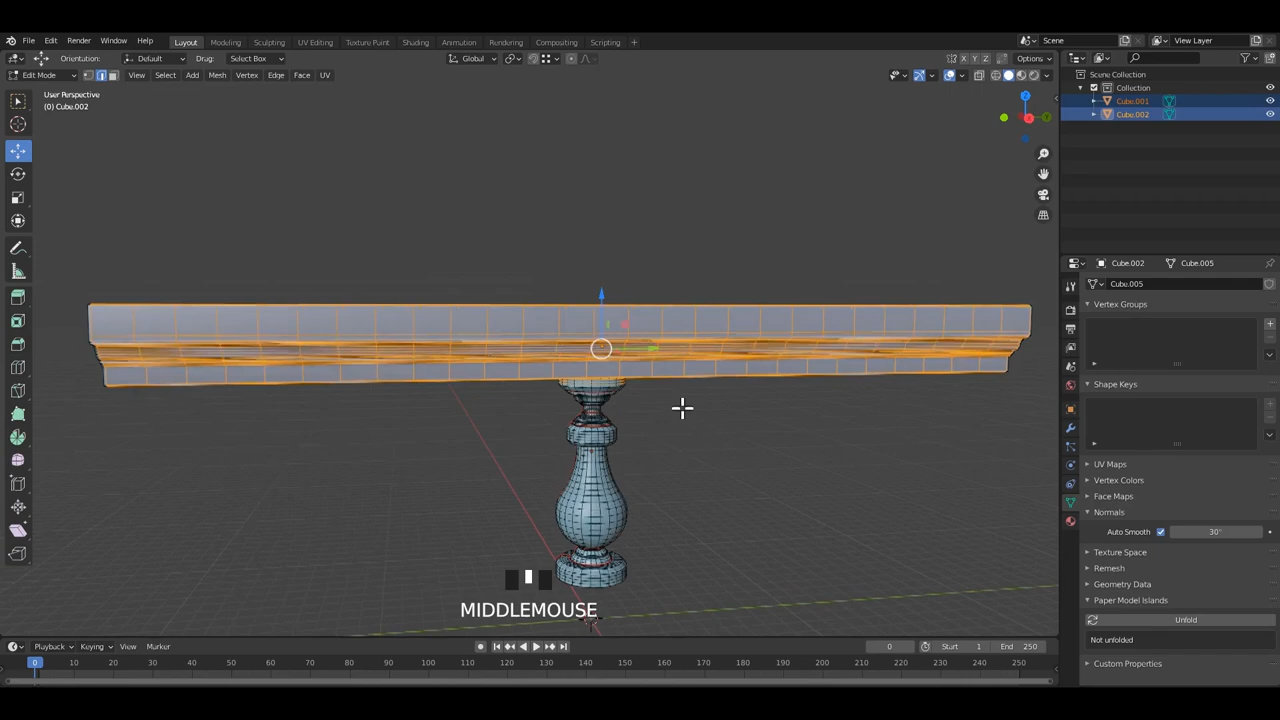 File Edit Render Window Help Layout Modeling Sculpting UV Editing Texture Paint Shading Animation Rendering Compositing Scripting + Scene View Layer
Orientation: Default Drag: Select Box Global X Y Z Options
Edit Mode View Select Add Mesh Vertex Edge Face UV
User Perspective
(0) Cube.002
Scene Collection
Collection
Cube.001
Cube.002
Cube.002 Cube.005
Cube.005
Vertex Groups
Shape Keys
UV Maps
Vertex Colors
Face Maps
Normals
Auto Smooth 30°
Texture Space
Remesh
Geometry Data
Paper Model Islands
Unfold
Not unfolded
Custom Properties
MIDDLEMOUSE
Playback Keying View Marker 0 Start 1 End 250
0 10 20 30 40 50 60 70 80 90 100 110 120 130 140 150 160 170 180 190 200 210 220 230 240 250